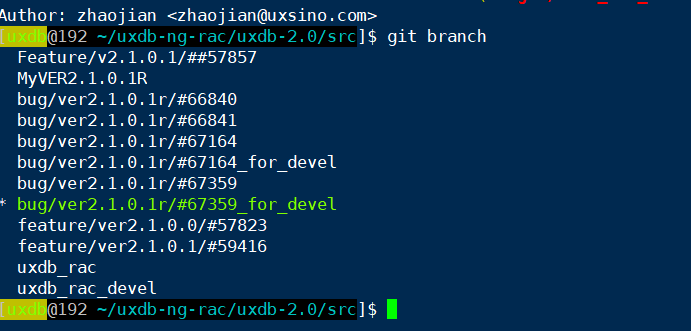 Author: zhaojian <zhaojian@uxsino.com>
[uxdb@192 ~/uxdb-ng-rac/uxdb-2.0/src]$ git branch
Feature/v2.1.0.1/##57857
MyVER2.1.0.1R
bug/ver2.1.0.1r/#66840
bug/ver2.1.0.1r/#66841
bug/ver2.1.0.1r/#67164
bug/ver2.1.0.1r/#67164_for_devel
bug/ver2.1.0.1r/#67359
* bug/ver2.1.0.1r/#67359_for_devel
feature/ver2.1.0.0/#57823
feature/ver2.1.0.1/#59416
uxdb_rac
uxdb_rac_devel
[uxdb@192 ~/uxdb-ng-rac/uxdb-2.0/src]$